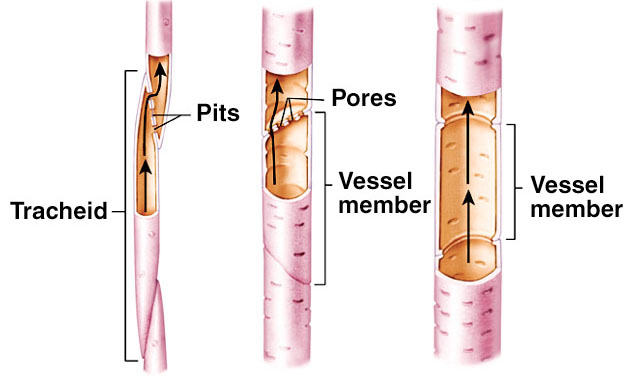 Pits
Tracheid
Pores
Vessel
member
Vessel
member